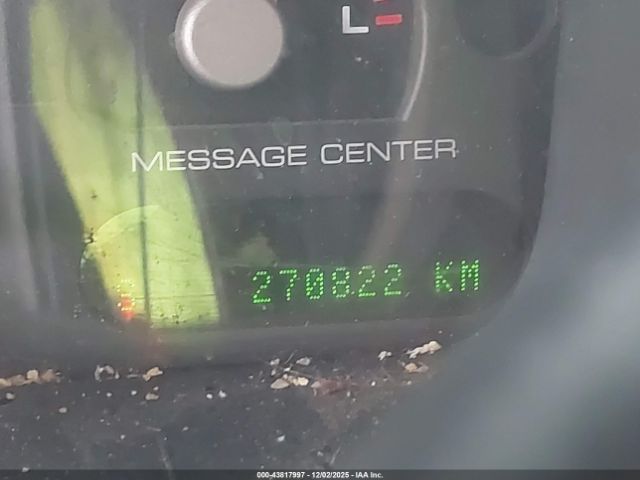 L
MESSAGE CENTER
270822 KM
000-43817997 - 12/02/2025 - IAA Inc.